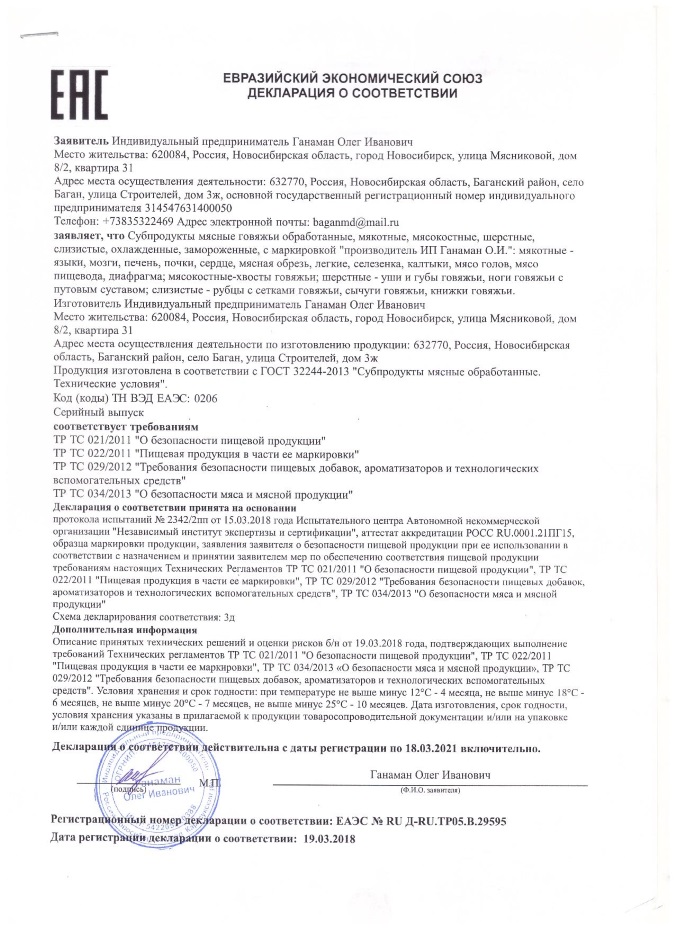 ЕАС
ЕВРАЗИЙСКИЙ ЭКОНОМИЧЕСКИЙ СОЮЗ
ДЕКЛАРАЦИЯ О СООТВЕТСТВИИ
Заявитель Индивидуальный предприниматель Ганаман Олег Иванович
Место жительства: 620084, Россия, Новосибирская область, город Новосибирск, улица Мясниковой, дом
8/2, квартира 31
Адрес места осуществления деятельности: 632770, Россия, Новосибирская область, Баганский район, село
Баган, улица Строителей, дом 3ж, основной государственный регистрационный номер индивидуального
предпринимателя 314547631400050
Телефон: +73835322469 Адрес электронной почты: baganmd@mail.ru
заявляет, что Субпродукты мясные говяжьи обработанные, мякотные, мясокостные, шерстные,
слизистые, охлажденные, замороженные, с маркировкой "производитель ИП Ганаман О.И.": мякотные -
языки, мозги, печень, почки, сердце, мясная обрезь, легкие, селезенка, калтыки, мясо голов, мясо
пищевода, диафрагма; мясокостные-хвосты говяжьи; шерстные - уши и губы говяжьи, ноги говяжьи с
путовым суставом; слизистые - рубцы с сетками говяжьи, сычуги говяжьи, книжки говяжьи.
Изготовитель Индивидуальный предприниматель Ганаман Олег Иванович
Место жительства: 620084, Россия, Новосибирская область, город Новосибирск, улица Мясниковой, дом
8/2, квартира 31
Адрес места осуществления деятельности по изготовлению продукции: 632770, Россия, Новосибирская
область, Баганский район, село Баган, улица Строителей, дом 3ж
Продукция изготовлена в соответствии с ГОСТ 32244-2013 "Субпродукты мясные обработанные.
Технические условия".
Код (коды) ТН ВЭД ЕАЭС: 0206
Серийный выпуск
соответствует требованиям
ТР ТС 021/2011 "О безопасности пищевой продукции"
ТР ТС 022/2011 "Пищевая продукция в части ее маркировки"
ТР ТС 029/2012 "Требования безопасности пищевых добавок, ароматизаторов и технологических
вспомогательных средств"
ТР ТС 034/2013 "О безопасности мяса и мясной продукции"
Декларация о соответствии принята на основании
протокола испытаний № 2342/2пп от 15.03.2018 года Испытательного центра Автономной некоммерческой
организации "Независимый институт экспертизы и сертификации", аттестат аккредитации РОСС RU.0001.21ПГ15,
образца маркировки продукции, заявления заявителя о безопасности пищевой продукции при ее использовании в
соответствии с назначением и принятии заявителем мер по обеспечению соответствия пищевой продукции
требованиям настоящих Технических Регламентов ТР ТС 021/2011 "О безопасности пищевой продукции", ТР ТС
022/2011 "Пищевая продукция в части ее маркировки", ТР ТС 029/2012 "Требования безопасности пищевых добавок,
ароматизаторов и технологических вспомогательных средств", ТР ТС 034/2013 "О безопасности мяса и мясной
продукции"
Схема декларирования соответствия: 3д
Дополнительная информация
Описание принятых технических решений и оценки рисков б/н от 19.03.2018 года, подтверждающих выполнение
требований Технических регламентов ТР ТС 021/2011 "О безопасности пищевой продукции", ТР ТС 022/2011
"Пищевая продукция в части ее маркировки", ТР ТС 034/2013 «О безопасности мяса и мясной продукции», ТР ТС
029/2012 "Требования безопасности пищевых добавок, ароматизаторов и технологических вспомогательных
средств". Условия хранения и срок годности: при температуре не выше минус 12°С - 4 месяца, не выше минус 18°С -
6 месяцев, не выше минус 20°С - 7 месяцев, не выше минус 25°С - 10 месяцев. Дата изготовления, срок годности,
условия хранения указаны в прилагаемой к продукции товаросопроводительной документации и/или на упаковке
и/или каждой единице продукции.
Декларация о соответствии действительна с даты регистрации по 18.03.2021 включительно.
Ганаман Олег Иванович
М.П.
(подпись)
(Ф.И.О. заявителя)
Индивидуальный предприниматель
Ганаман
Олег Иванович
Регистрационный номер декларации о соответствии: ЕАЭС № RU Д-RU.ТР05.В.29595
Дата регистрации декларации о соответствии: 19.03.2018